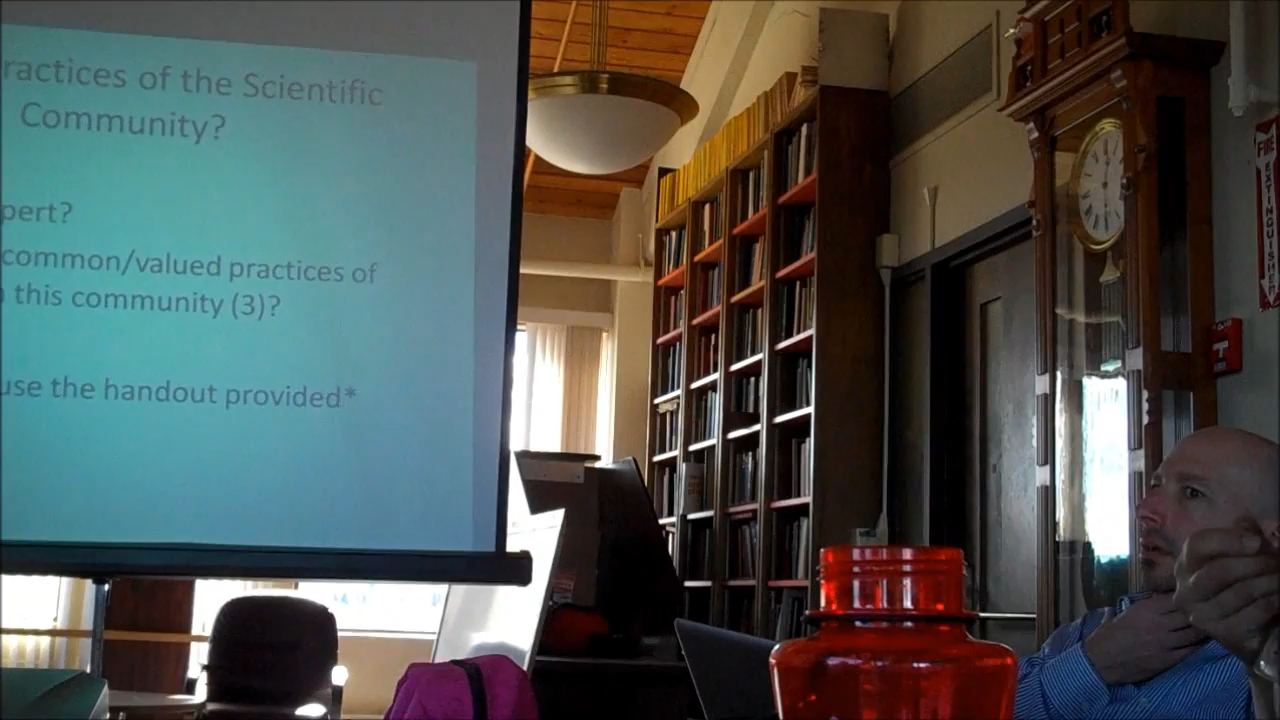 ractices of the Scientific
Community?
pert?
common/valued practices of
this community (3)?
use the handout provided*
FIRE
EXTINGUISHER